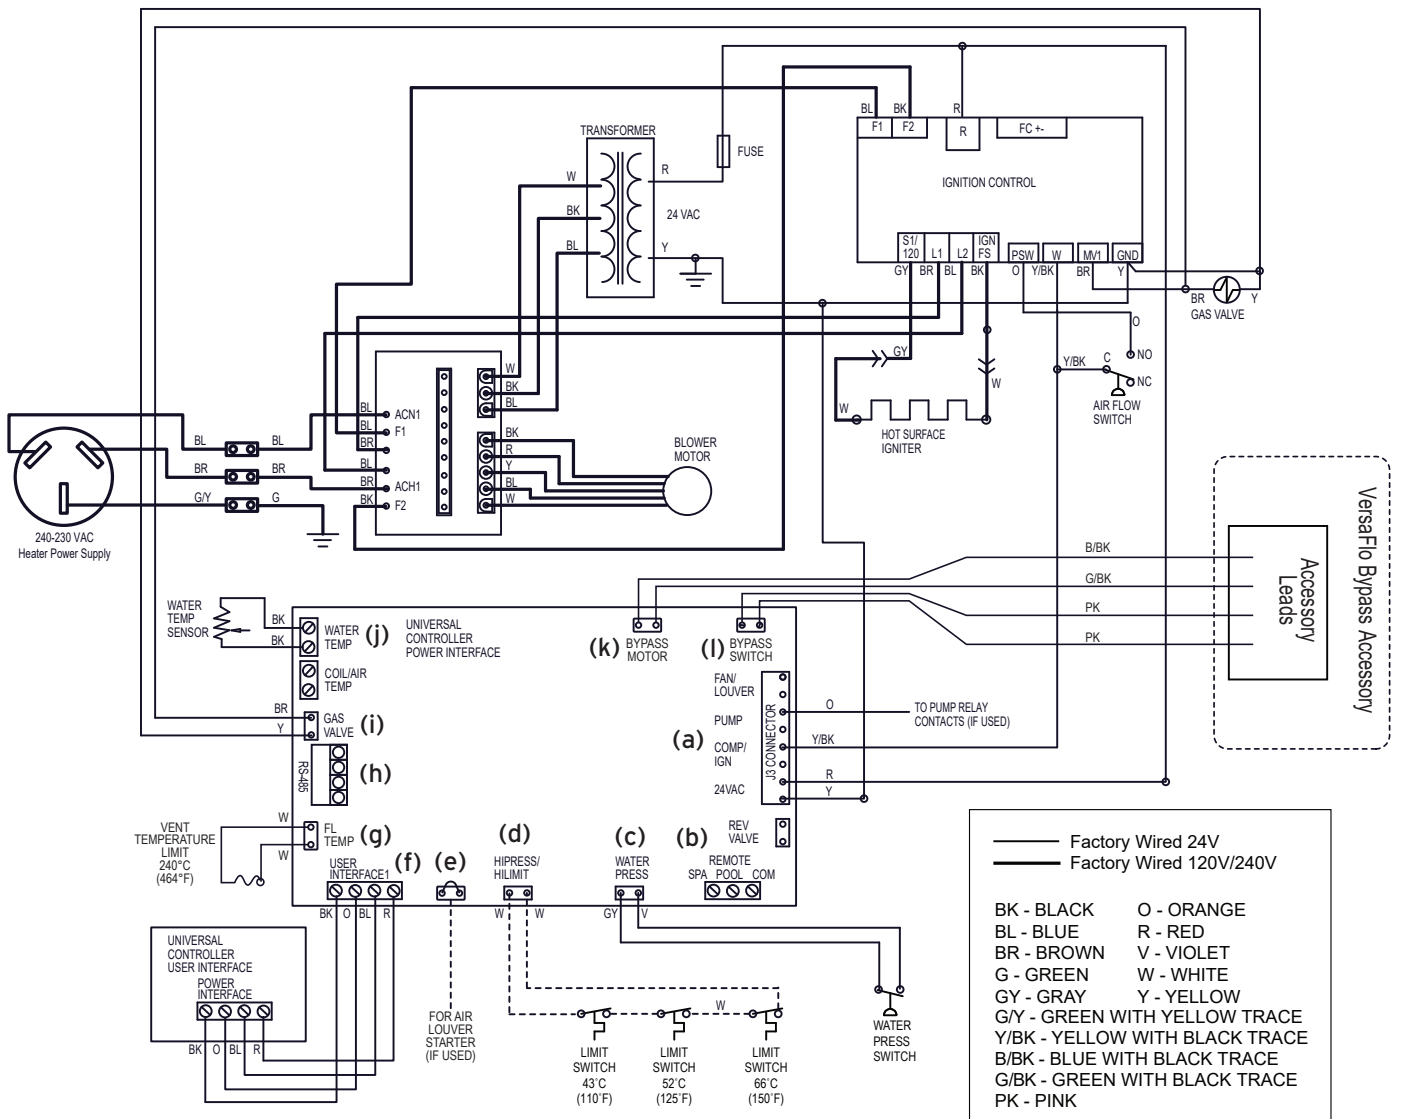 BL
BK
R
F1
F2
R
FC +-
TRANSFORMER
FUSE
W
R
IGNITION CONTROL
BK
24 VAC
BL
Y
S1/
120
L1
L2
IGN
FS
PSW
W
MV1
GND
GY
BR
BL
BK
O
Y/BK
BR
Y
BR
Y
GAS VALVE
O
GY
Y/BK
C
NO
NC
W
AIR FLOW
SWITCH
W
HOT SURFACE
IGNITER
W
BK
BL
BL
ACN1
BL
F1
BR
BL
BR
ACH1
BK
F2
BK
R
Y
BL
W
BLOWER
MOTOR
BL
BL
BR
BR
G/Y
G
240-230 VAC
Heater Power Supply
VersaFlo Bypass Accessory
Accessory
Leads
B/BK
G/BK
PK
PK
WATER
TEMP
SENSOR
BK
BK
WATER
TEMP
(j)
UNIVERSAL
CONTROLLER
POWER INTERFACE
(k)
BYPASS
MOTOR
(l)
BYPASS
SWITCH
COIL/AIR
TEMP
FAN/
LOUVER
BR
Y
GAS
VALVE
(i)
PUMP
O
TO PUMP RELAY
CONTACTS (IF USED)
(a)
COMP/
IGN
J3 CONNECTOR
Y/BK
RS-485
(h)
24VAC
R
Y
VENT
TEMPERATURE
LIMIT
240°C
(464°F)
W
W
FL
TEMP
(g)
REV
VALVE
USER
INTERFACE1
(f)
(e)
(d)
HIPRESS/
HILIMIT
(c)
WATER
PRESS
(b)
REMOTE
SPA POOL COM
BK
O
BL
R
W
W
GY
V
UNIVERSAL
CONTROLLER
USER INTERFACE
POWER
INTERFACE
BK
O
BL
R
FOR AIR
LOUVER
STARTER
(IF USED)
W
LIMIT
SWITCH
43°C
(110°F)
LIMIT
SWITCH
52°C
(125°F)
LIMIT
SWITCH
66°C
(150°F)
WATER
PRESS
SWITCH
Factory Wired 24V
Factory Wired 120V/240V
BK - BLACK
O - ORANGE
BL - BLUE
R - RED
BR - BROWN
V - VIOLET
G - GREEN
W - WHITE
GY - GRAY
Y - YELLOW
G/Y - GREEN WITH YELLOW TRACE
Y/BK - YELLOW WITH BLACK TRACE
B/BK - BLUE WITH BLACK TRACE
G/BK - GREEN WITH BLACK TRACE
PK - PINK